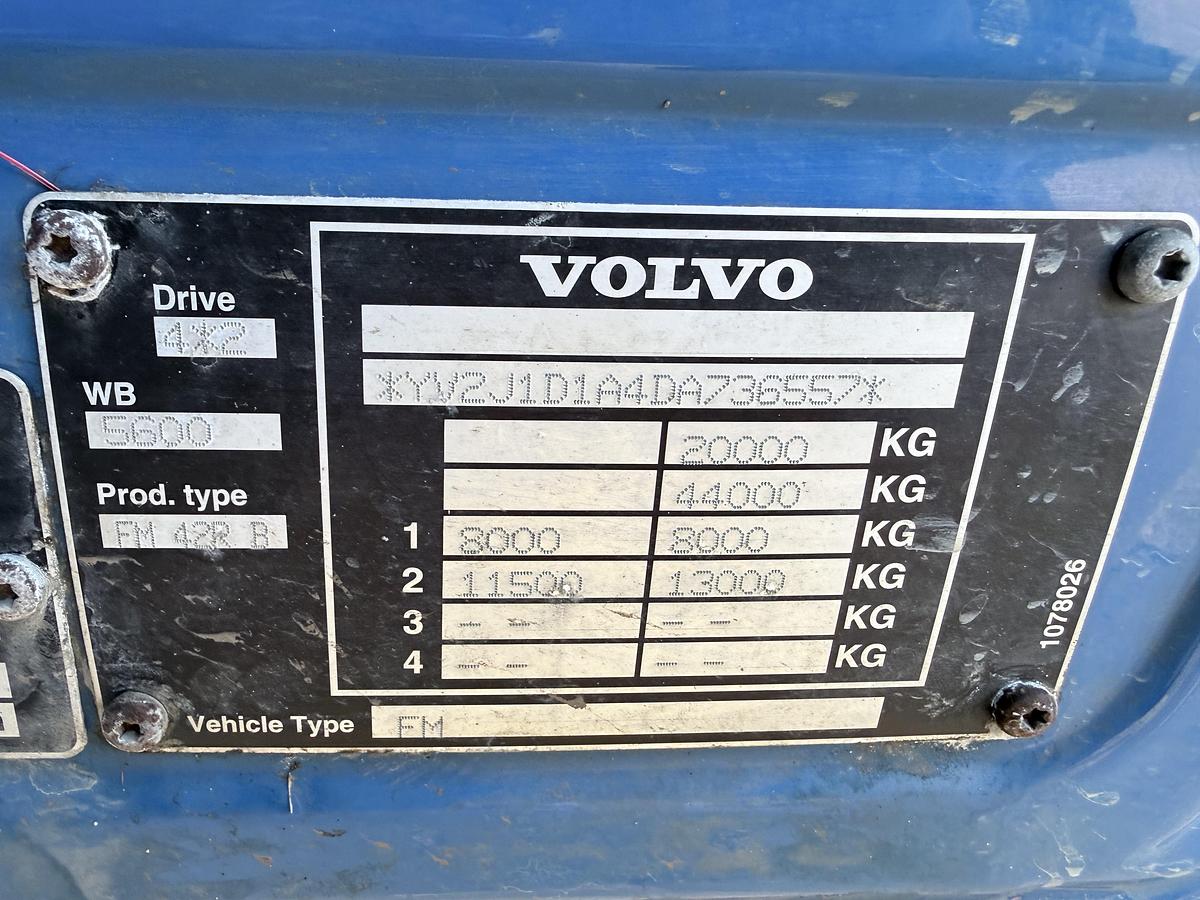 VOLVO
Drive
4X2
*YV2J1D1A4DA736557*
WB
5600
20000 KG
44000 KG
Prod. type
FM 42R B
1 8000 8000 KG
2 11500 13000 KG
3 -- -- KG
4 -- -- KG
Vehicle Type FM
1078026